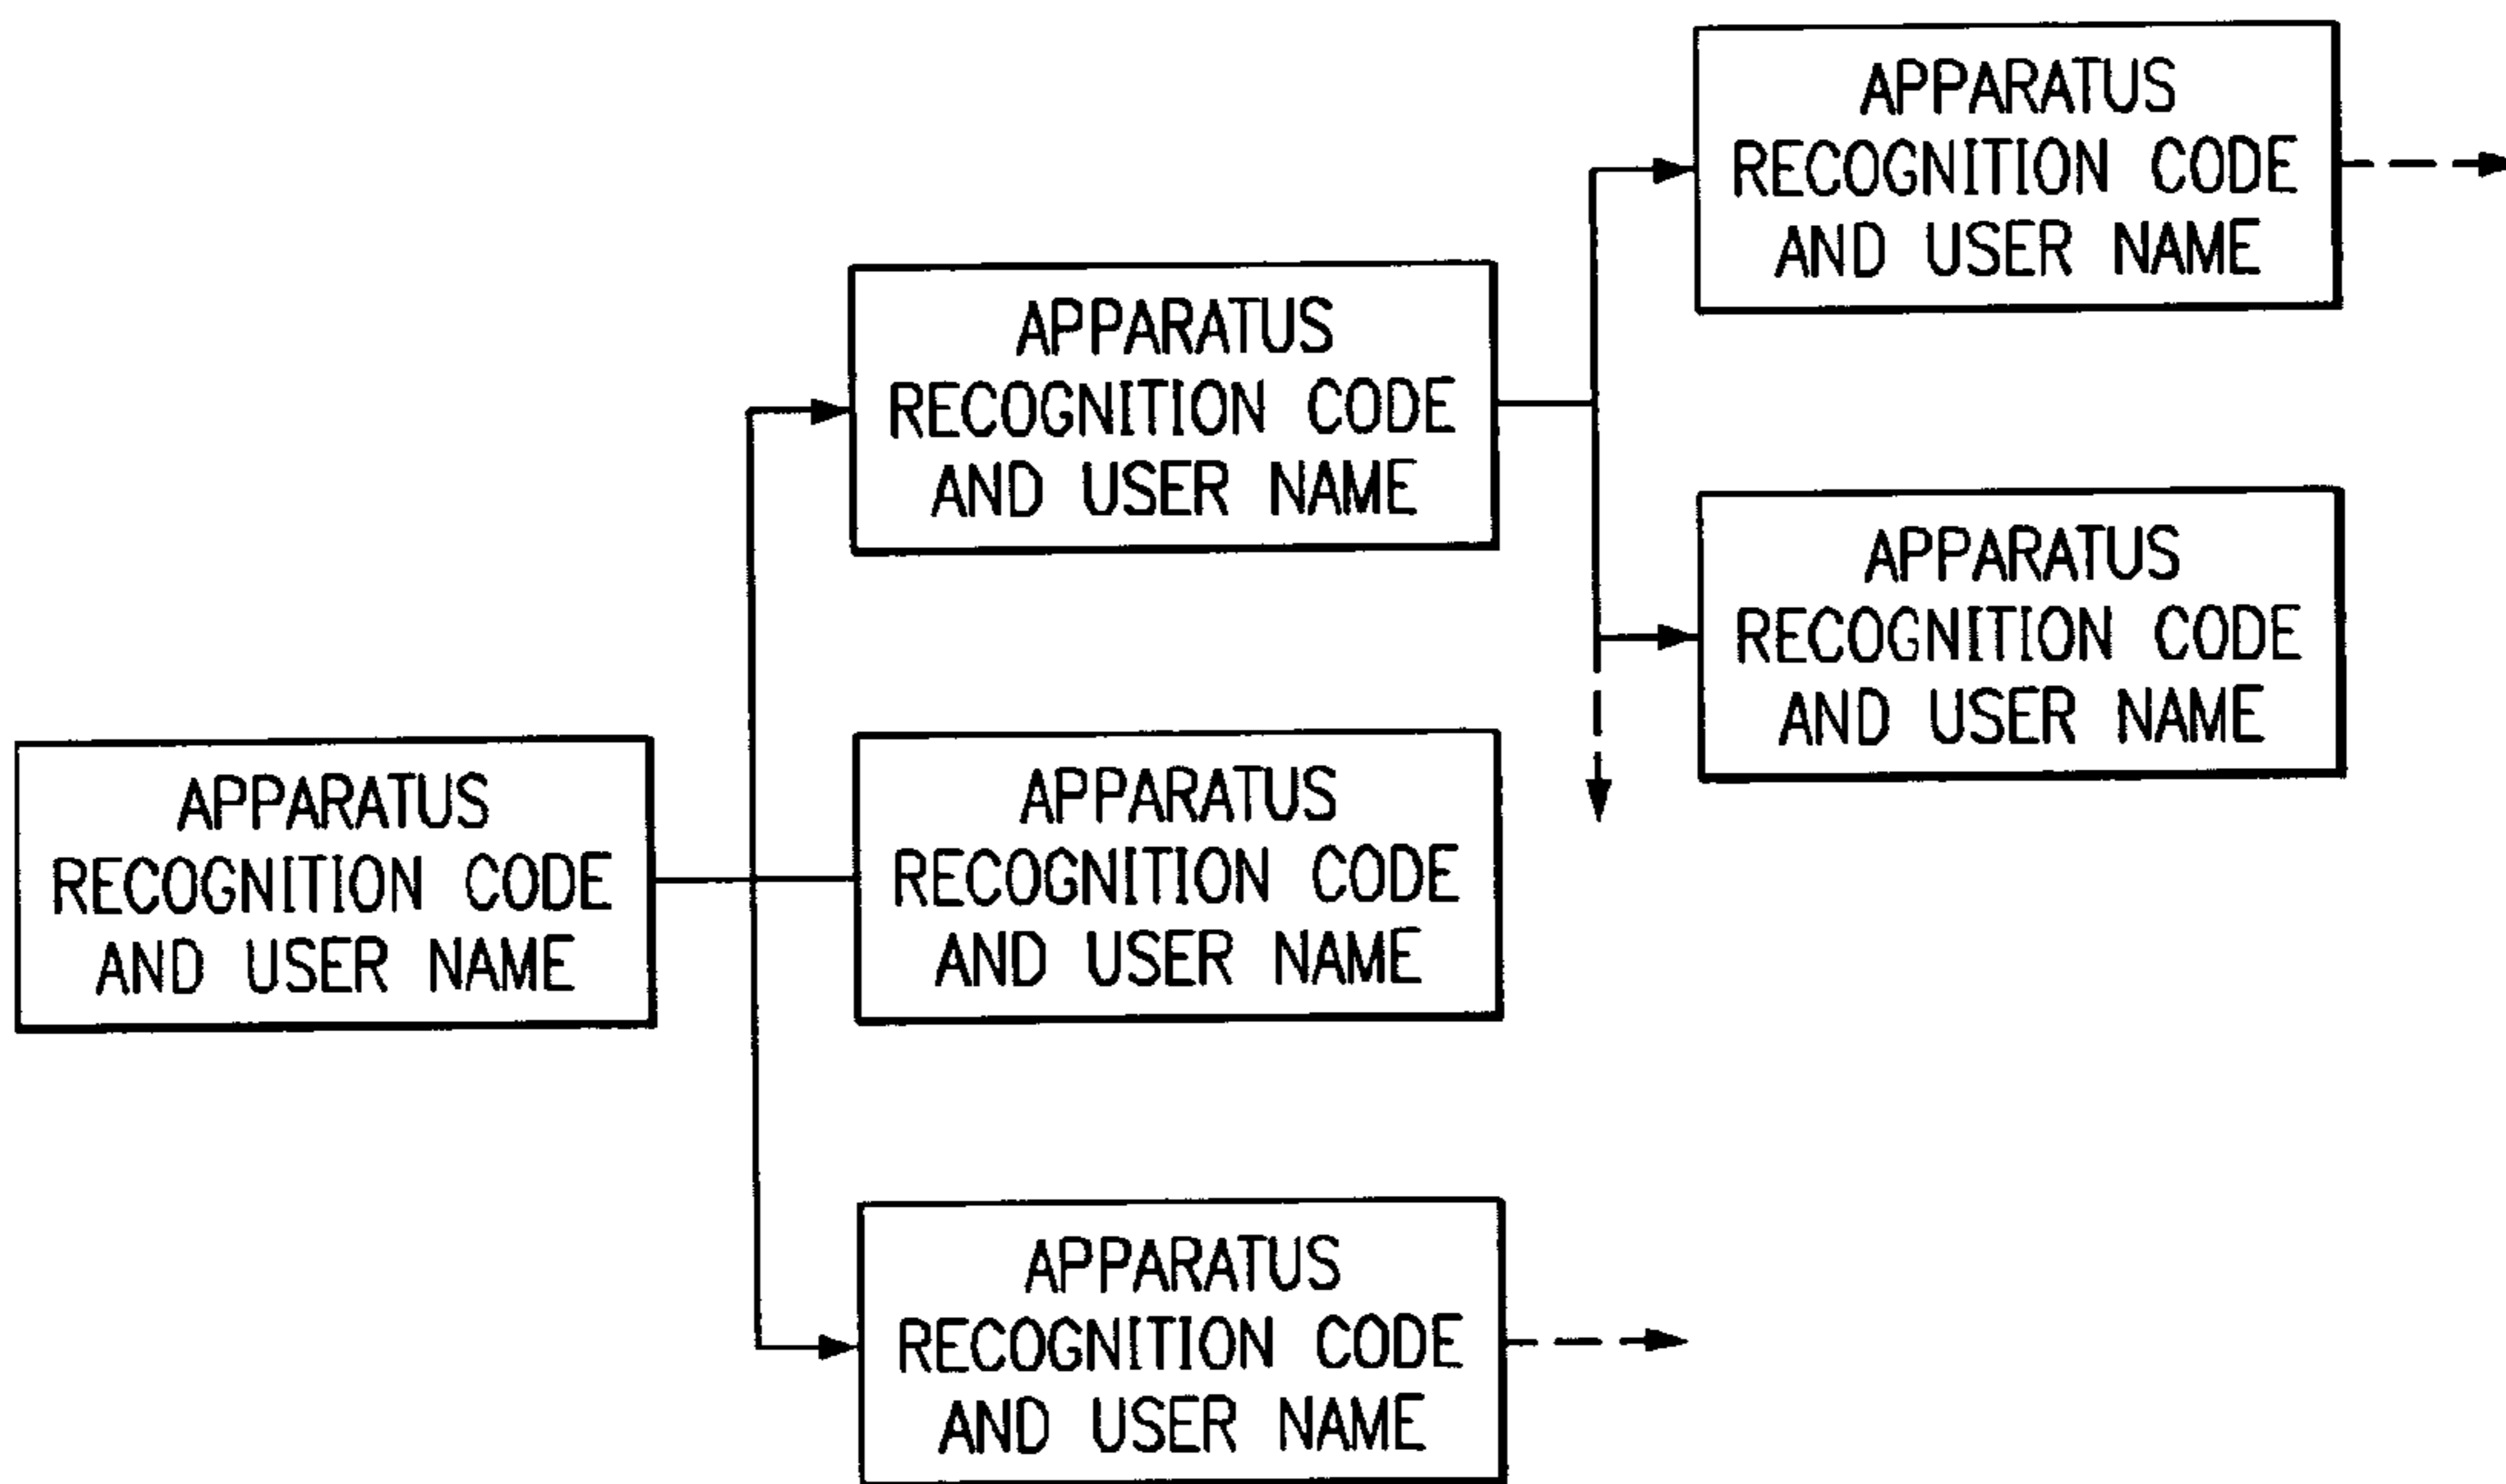 APPARATUS
RECOGNITION CODE
AND USER NAME
APPARATUS
RECOGNITION CODE
AND USER NAME
APPARATUS
RECOGNITION CODE
AND USER NAME
APPARATUS
RECOGNITION CODE
AND USER NAME
APPARATUS
RECOGNITION CODE
AND USER NAME
APPARATUS
RECOGNITION CODE
AND USER NAME